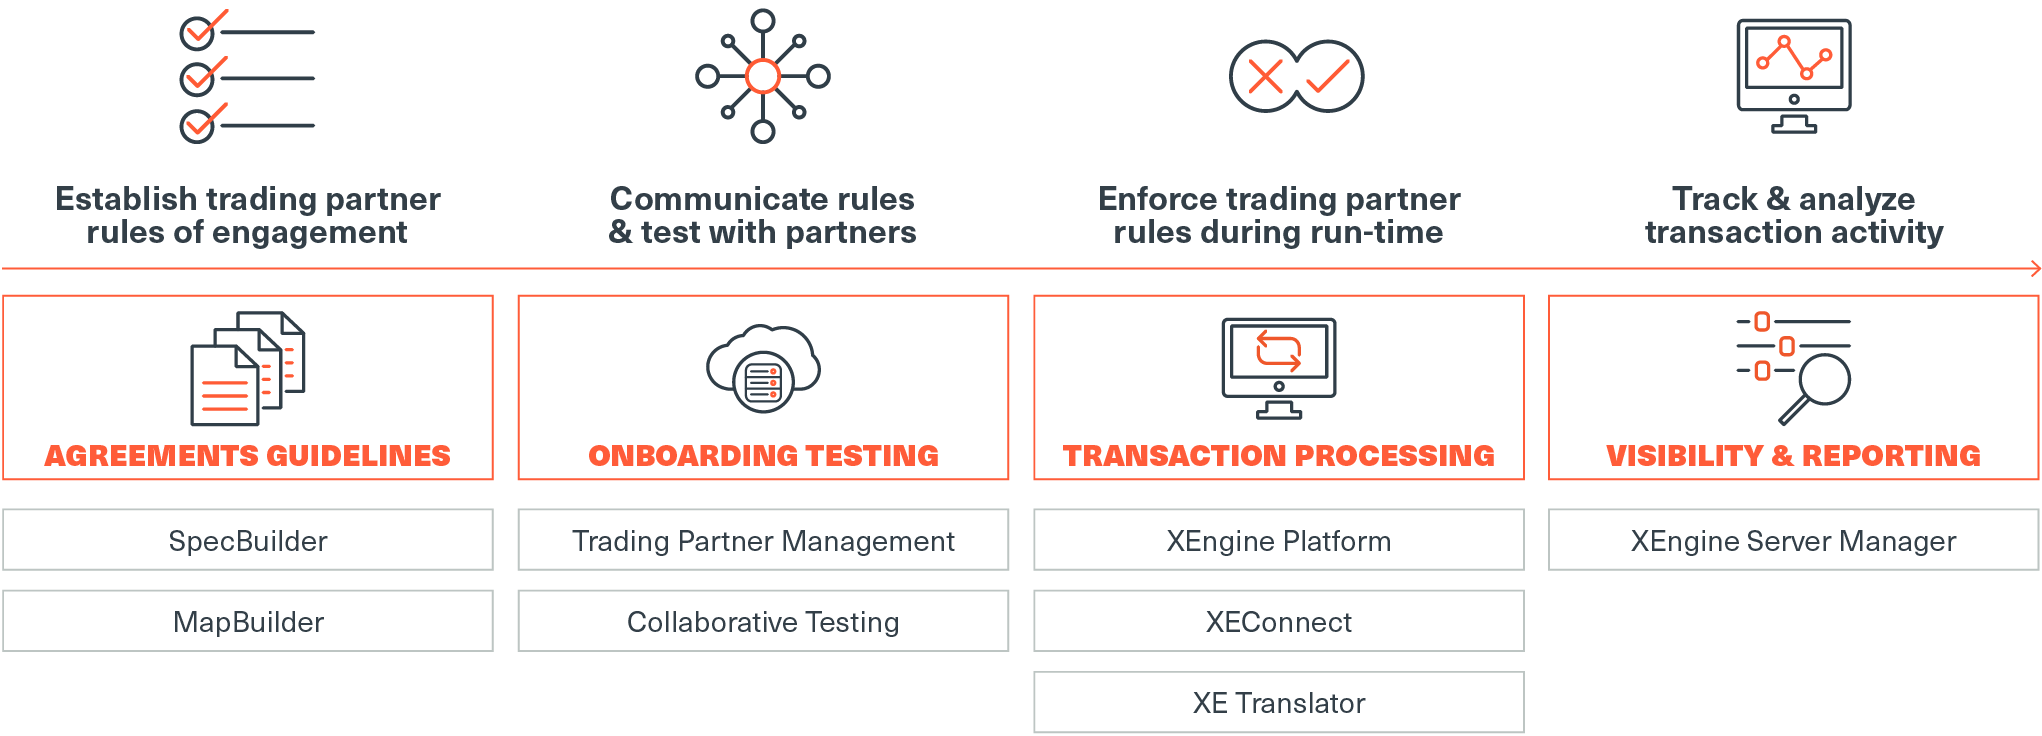 Establish trading partner
rules of engagement
Communicate rules
& test with partners
Enforce trading partner
rules during run-time
Track & analyze
transaction activity
AGREEMENTS GUIDELINES
ONBOARDING TESTING
TRANSACTION PROCESSING
VISIBILITY & REPORTING
SpecBuilder
Trading Partner Management
XEngine Platform
XEngine Server Manager
MapBuilder
Collaborative Testing
XEConnect
XE Translator